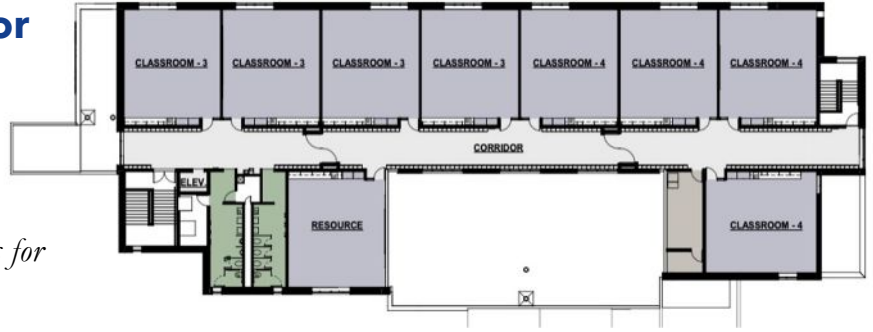 or
CLASSROOM - 3
CLASSROOM - 3
CLASSROOM - 3
CLASSROOM - 3
CLASSROOM - 4
CLASSROOM - 4
CLASSROOM - 4
CORRIDOR
ELEV.
RESOURCE
CLASSROOM - 4
for